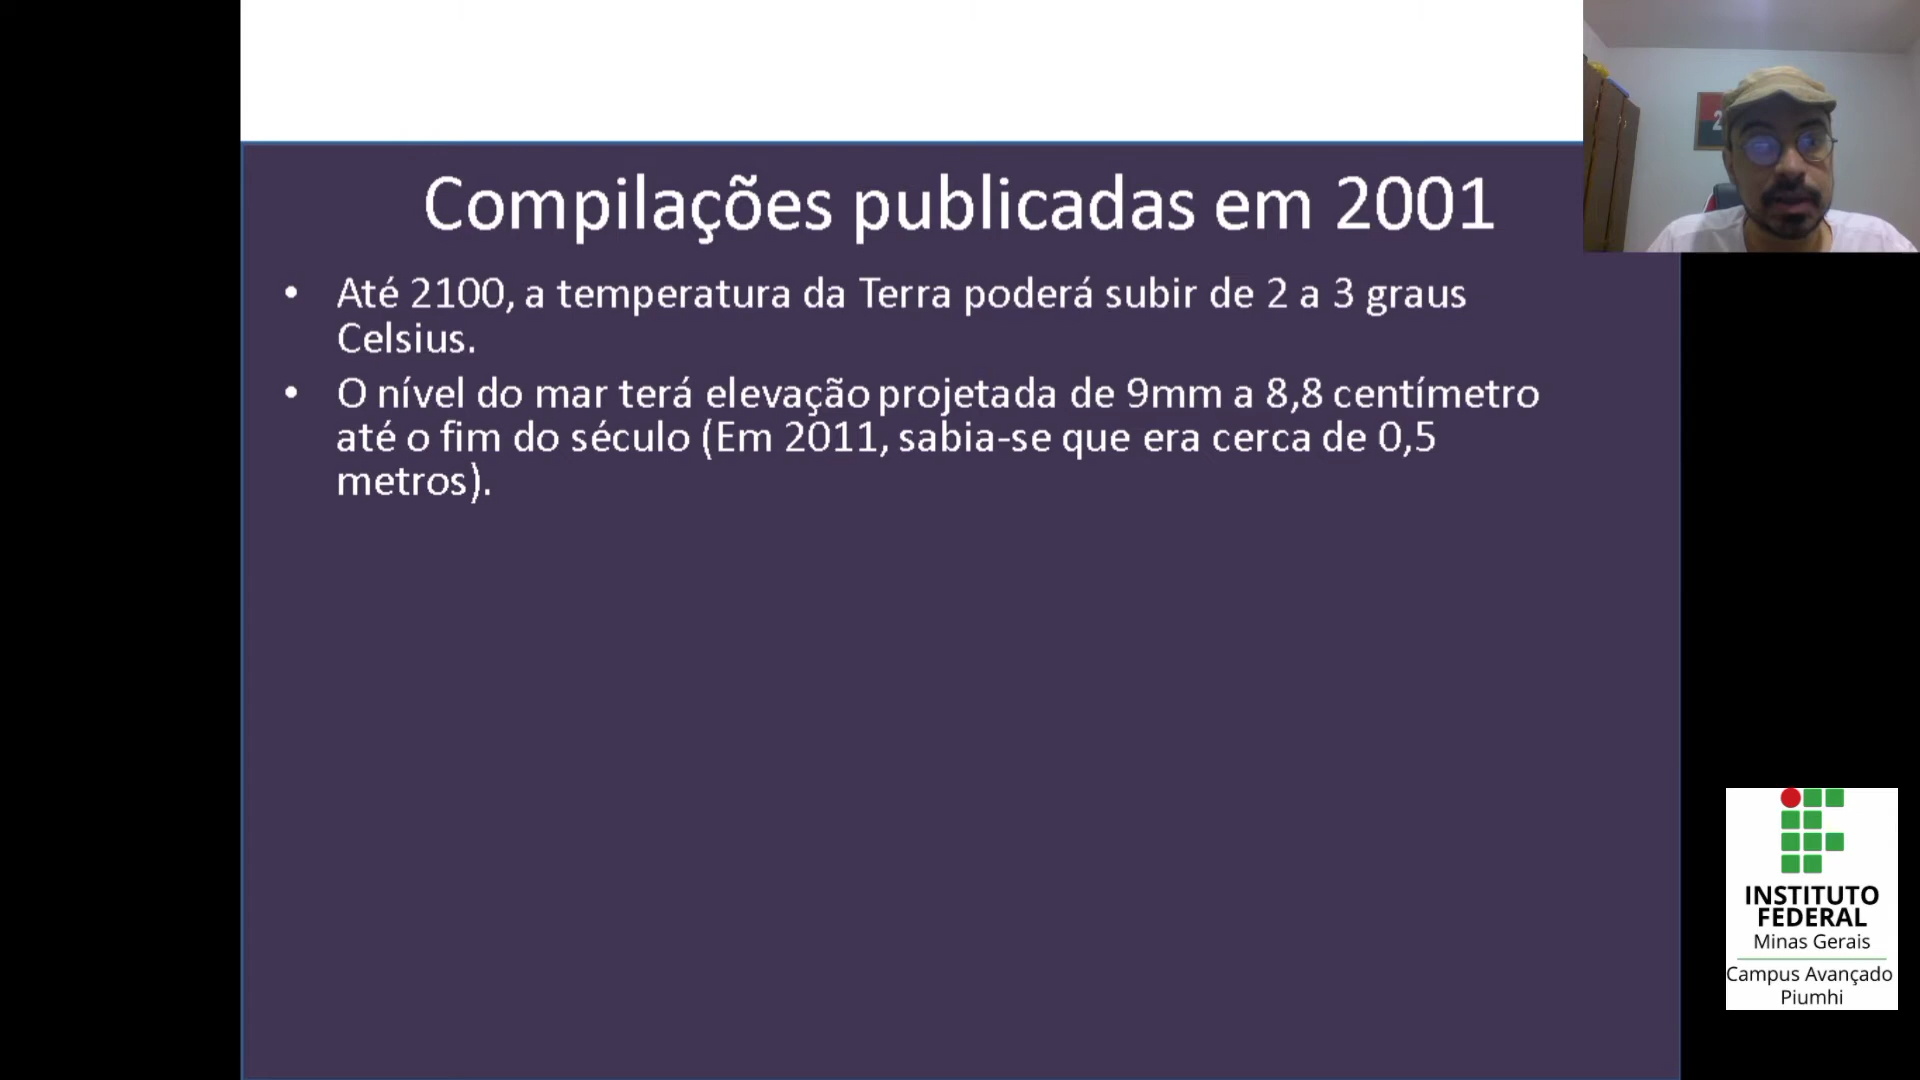 Compilações publicadas em 2001
• Até 2100, a temperatura da Terra poderá subir de 2 a 3 graus
Celsius.
• O nível do mar terá elevação projetada de 9mm a 8,8 centímetro
até o fim do século (Em 2011, sabia-se que era cerca de 0,5
metros).
2
INSTITUTO
FEDERAL
Minas Gerais
Campus Avançado
Piumhi